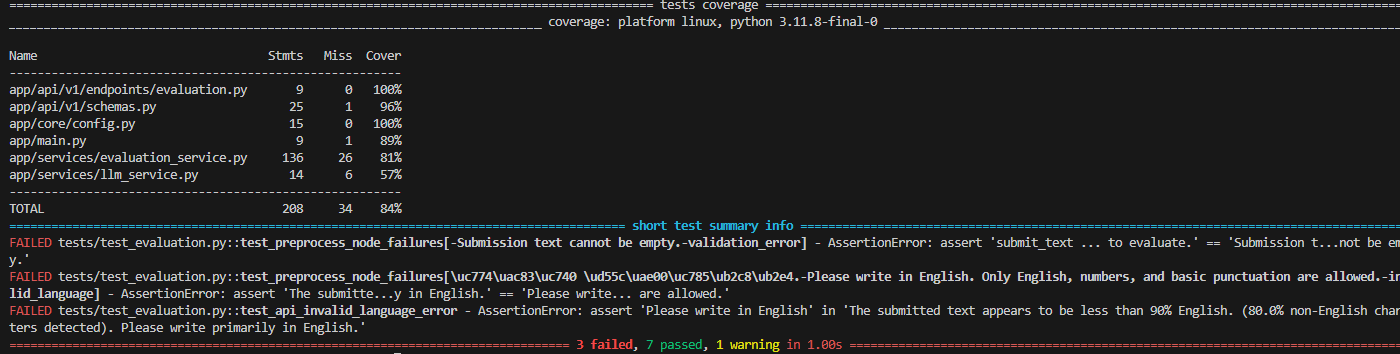 tests coverage
coverage: platform linux, python 3.11.8-final-0
Name Stmts Miss Cover
app/api/v1/endpoints/evaluation.py 9 0 100%
app/api/v1/schemas.py 25 1 96%
app/core/config.py 15 0 100%
app/main.py 9 1 89%
app/services/evaluation_service.py 136 26 81%
app/services/llm_service.py 14 6 57%
TOTAL 208 34 84%
short test summary info
FAILED tests/test_evaluation.py::test_preprocess_node_failures[-Submission text cannot be empty.-validation_error] - AssertionError: assert 'submit_text ... to evaluate.' == 'Submission t...not be em
y.'
FAILED tests/test_evaluation.py::test_preprocess_node_failures[\uc774\uac83\uc740 \ud55c\uae00\uc785\ub2c8\ub2e4.-Please write in English. Only English, numbers, and basic punctuation are allowed.-in
lid_language] - AssertionError: assert 'The submitte...y in English.' == 'Please write... are allowed.'
FAILED tests/test_evaluation.py::test_api_invalid_language_error - AssertionError: assert 'Please write in English' in 'The submitted text appears to be less than 90% English. (80.0% non-English char
ters detected). Please write primarily in English.'
3 failed, 7 passed, 1 warning in 1.00s